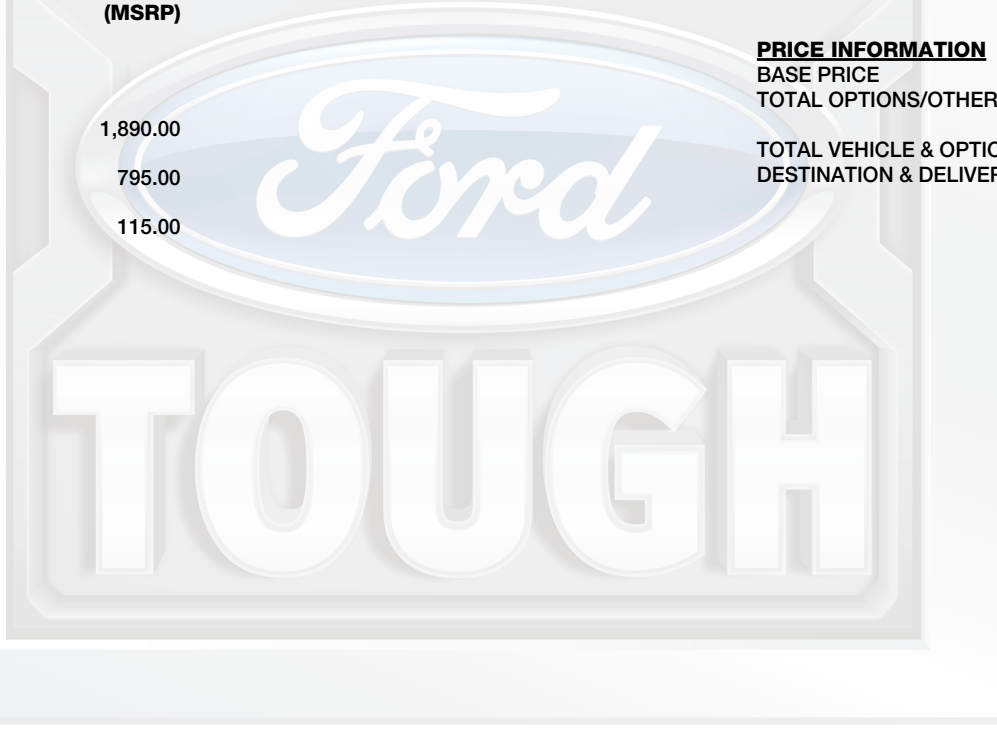 (MSRP)
1,890.00
795.00
115.00
PRICE INFORMATION
BASE PRICE
TOTAL OPTIONS/OTHER
TOTAL VEHICLE & OPTIO
DESTINATION & DELIVER
Ford
TOUGH